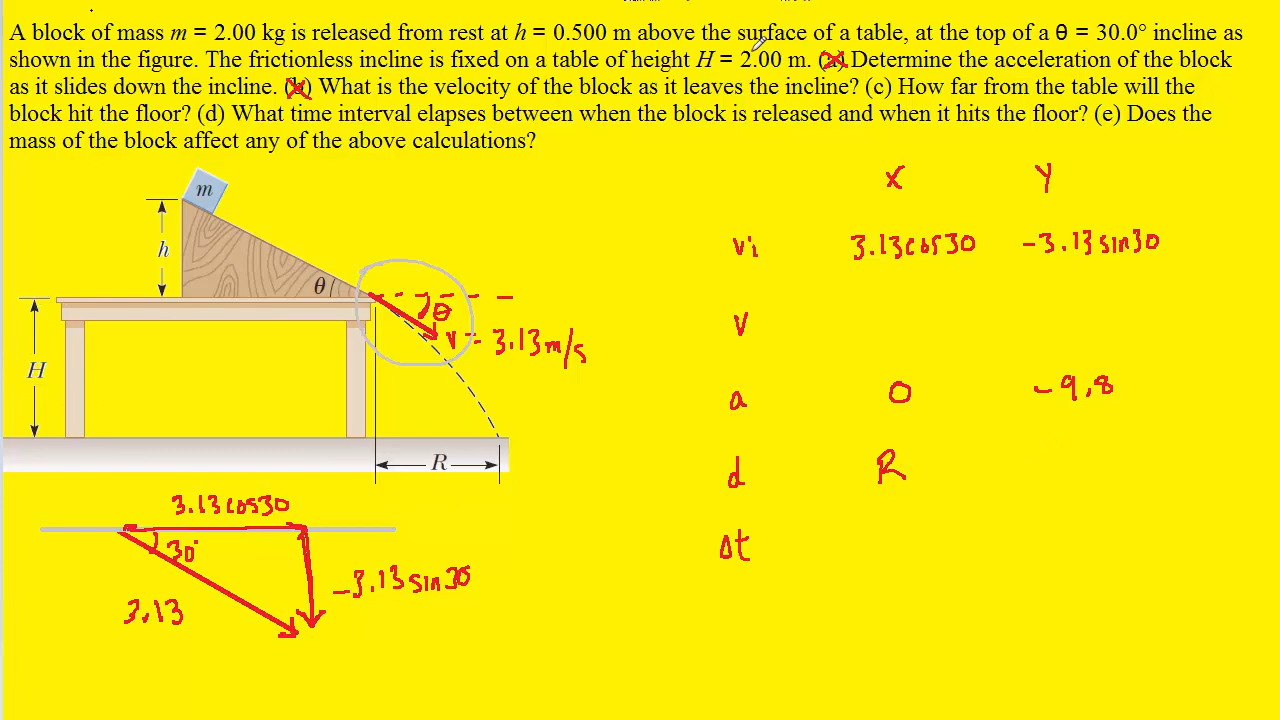 A block of mass m = 2.00 kg is released from rest at h = 0.500 m above the surface of a table, at the top of a θ = 30.0° incline as
shown in the figure. The frictionless incline is fixed on a table of height H = 2.00 m. (a) Determine the acceleration of the block
as it slides down the incline. (b) What is the velocity of the block as it leaves the incline? (c) How far from the table will the
block hit the floor? (d) What time interval elapses between when the block is released and when it hits the floor? (e) Does the
mass of the block affect any of the above calculations?
x y
m
h
vi 3.13cos30 -3.13sin30
θ
θ
v = 3.13m/s
v
H
a 0 -9.8
R
d R
3.13cos30
30°
Δt
-3.13sin30
3.13